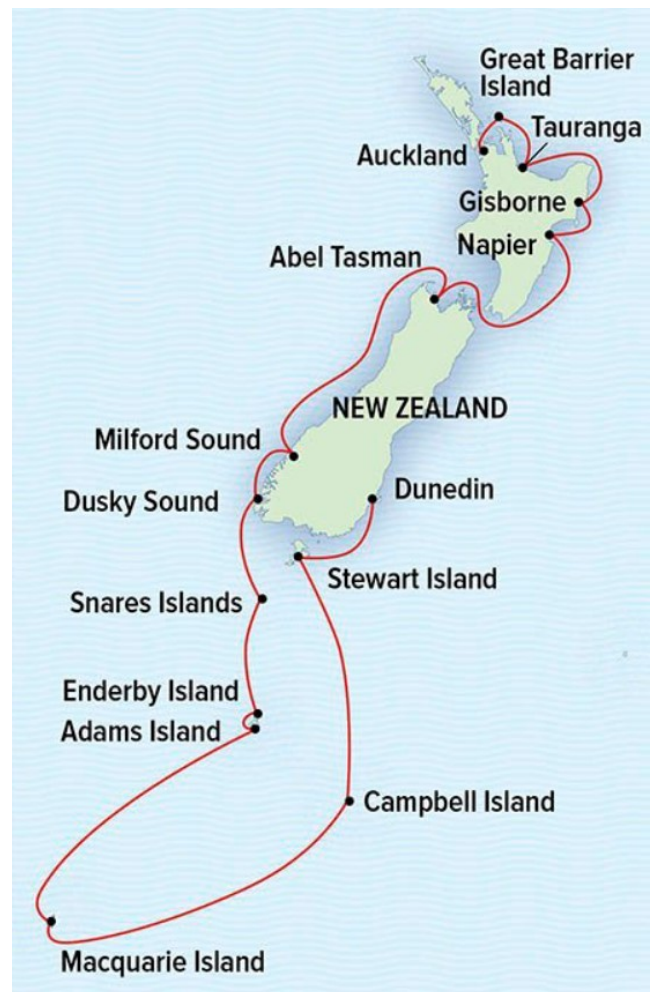 Great Barrier
Island
Tauranga
Auckland
Gisborne
Napier
Abel Tasman
NEW ZEALAND
Milford Sound
Dusky Sound
Dunedin
Stewart Island
Snares Islands
Enderby Island
Adams Island
Campbell Island
Macquarie Island